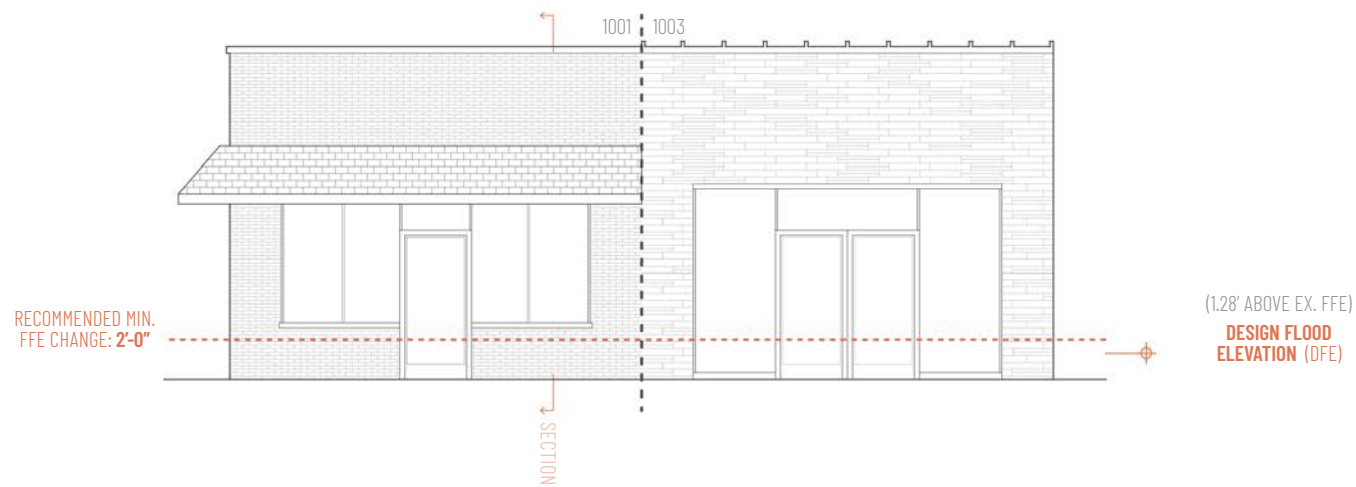 1001 1003
RECOMMENDED MIN.
FFE CHANGE: 2'-0"
(1.28' ABOVE EX. FFE)
DESIGN FLOOD
ELEVATION (DFE)
SECTION